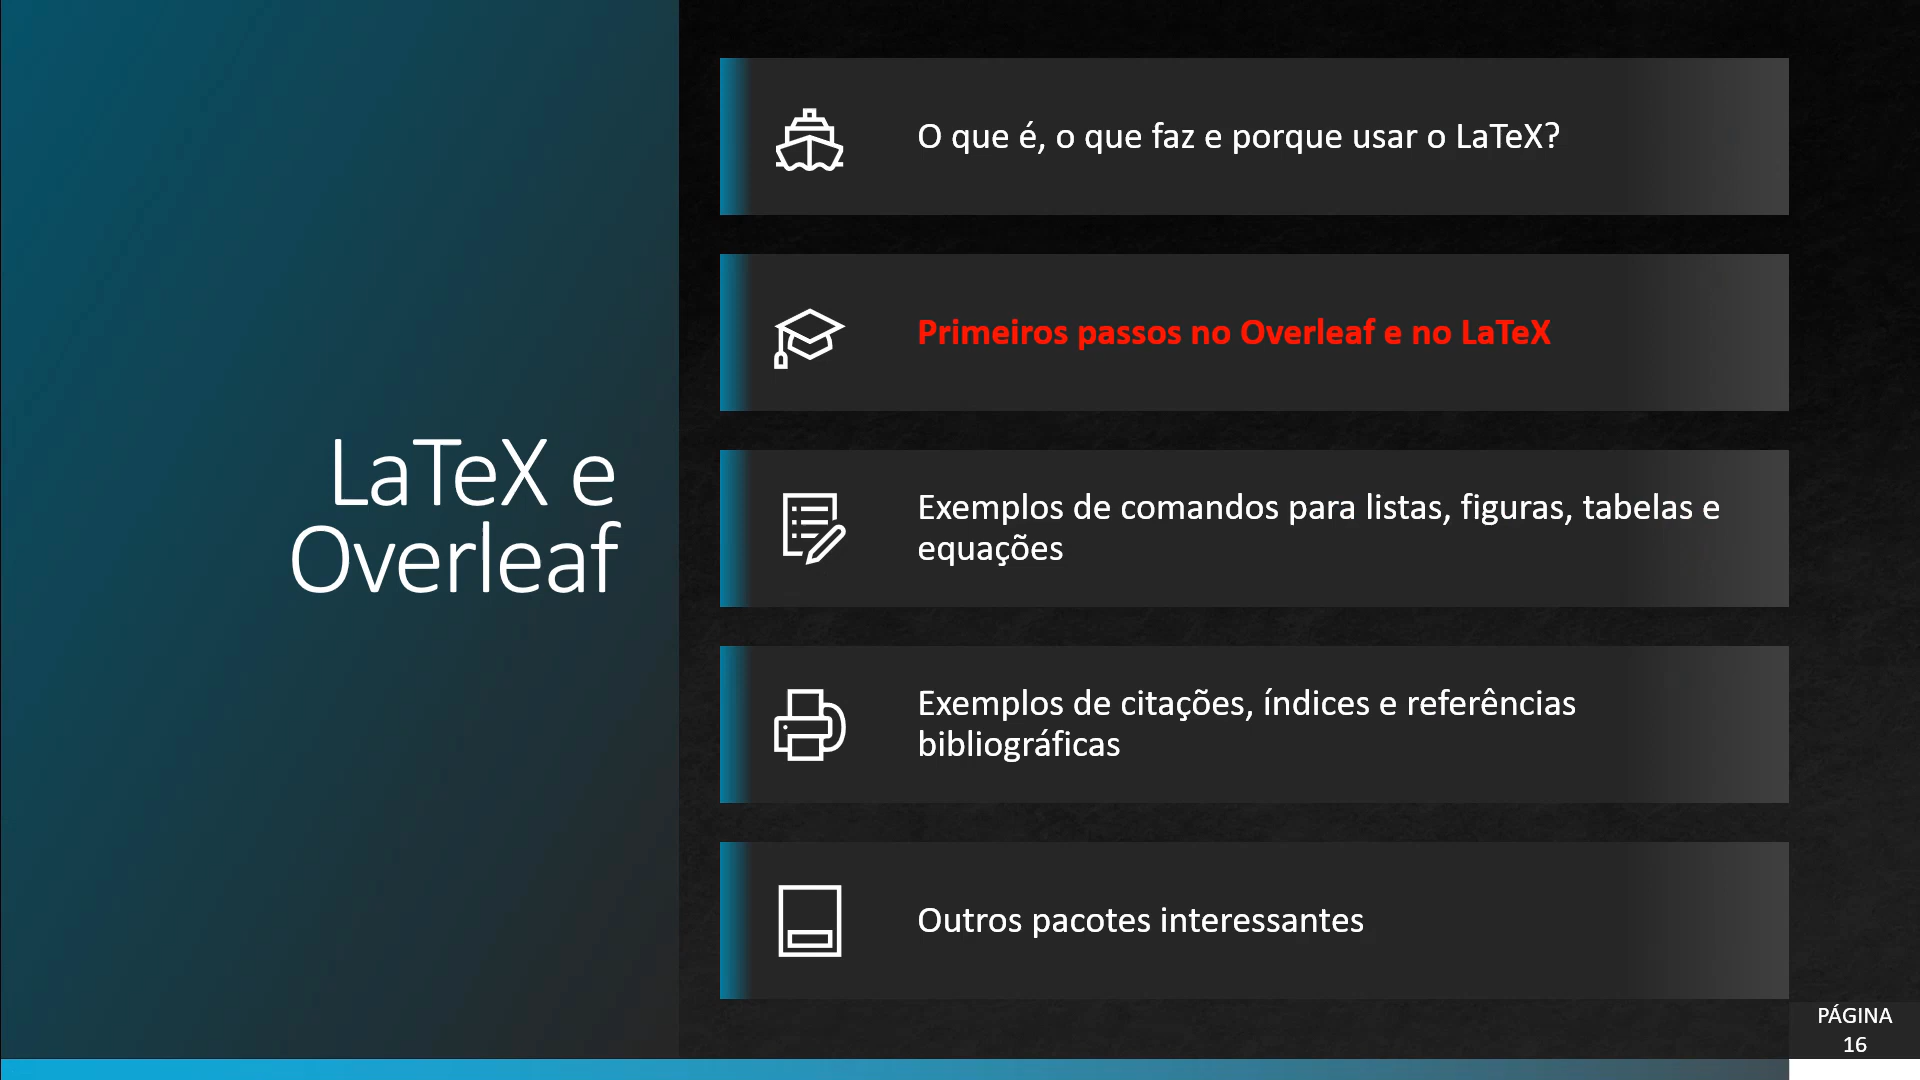 LaTeX e
Overleaf
O que é, o que faz e porque usar o LaTeX?
Primeiros passos no Overleaf e no LaTeX
Exemplos de comandos para listas, figuras, tabelas e
equações
Exemplos de citações, índices e referências
bibliográficas
Outros pacotes interessantes
PÁGINA
16